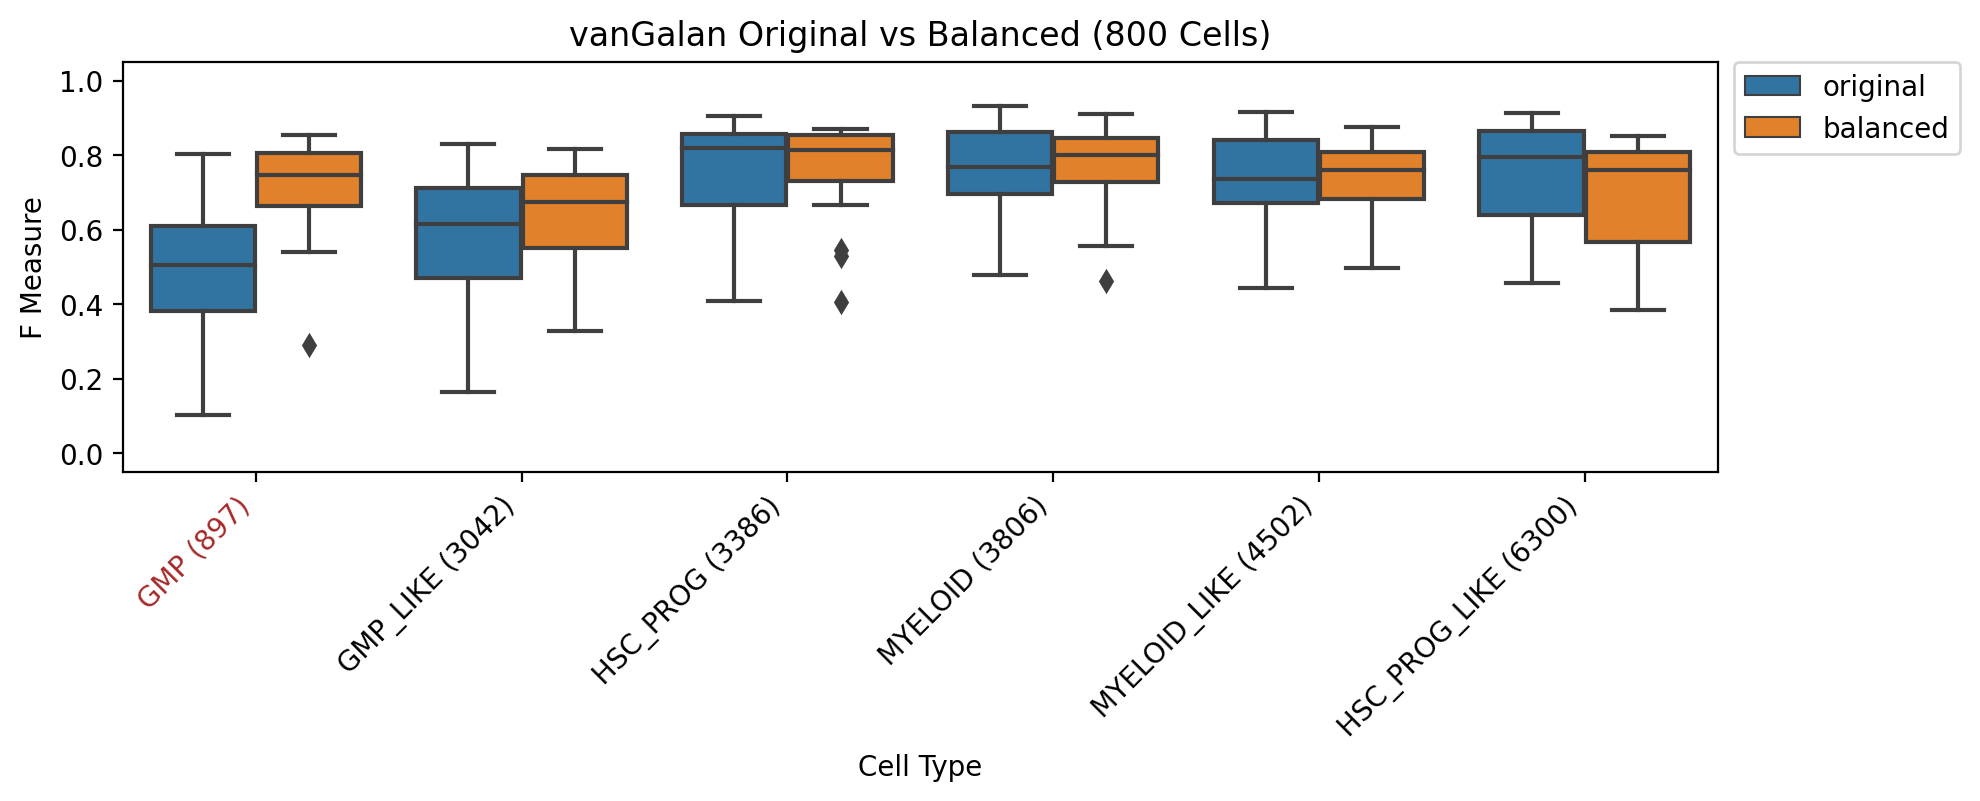 vanGalan Original vs Balanced (800 Cells)
original
balanced
F Measure
1.0
0.8
0.6
0.4
0.2
0.0
GMP (897)
GMP_LIKE (3042)
HSC_PROG (3386)
MYELOID (3806)
MYELOID_LIKE (4502)
HSC_PROG_LIKE (6300)
Cell Type